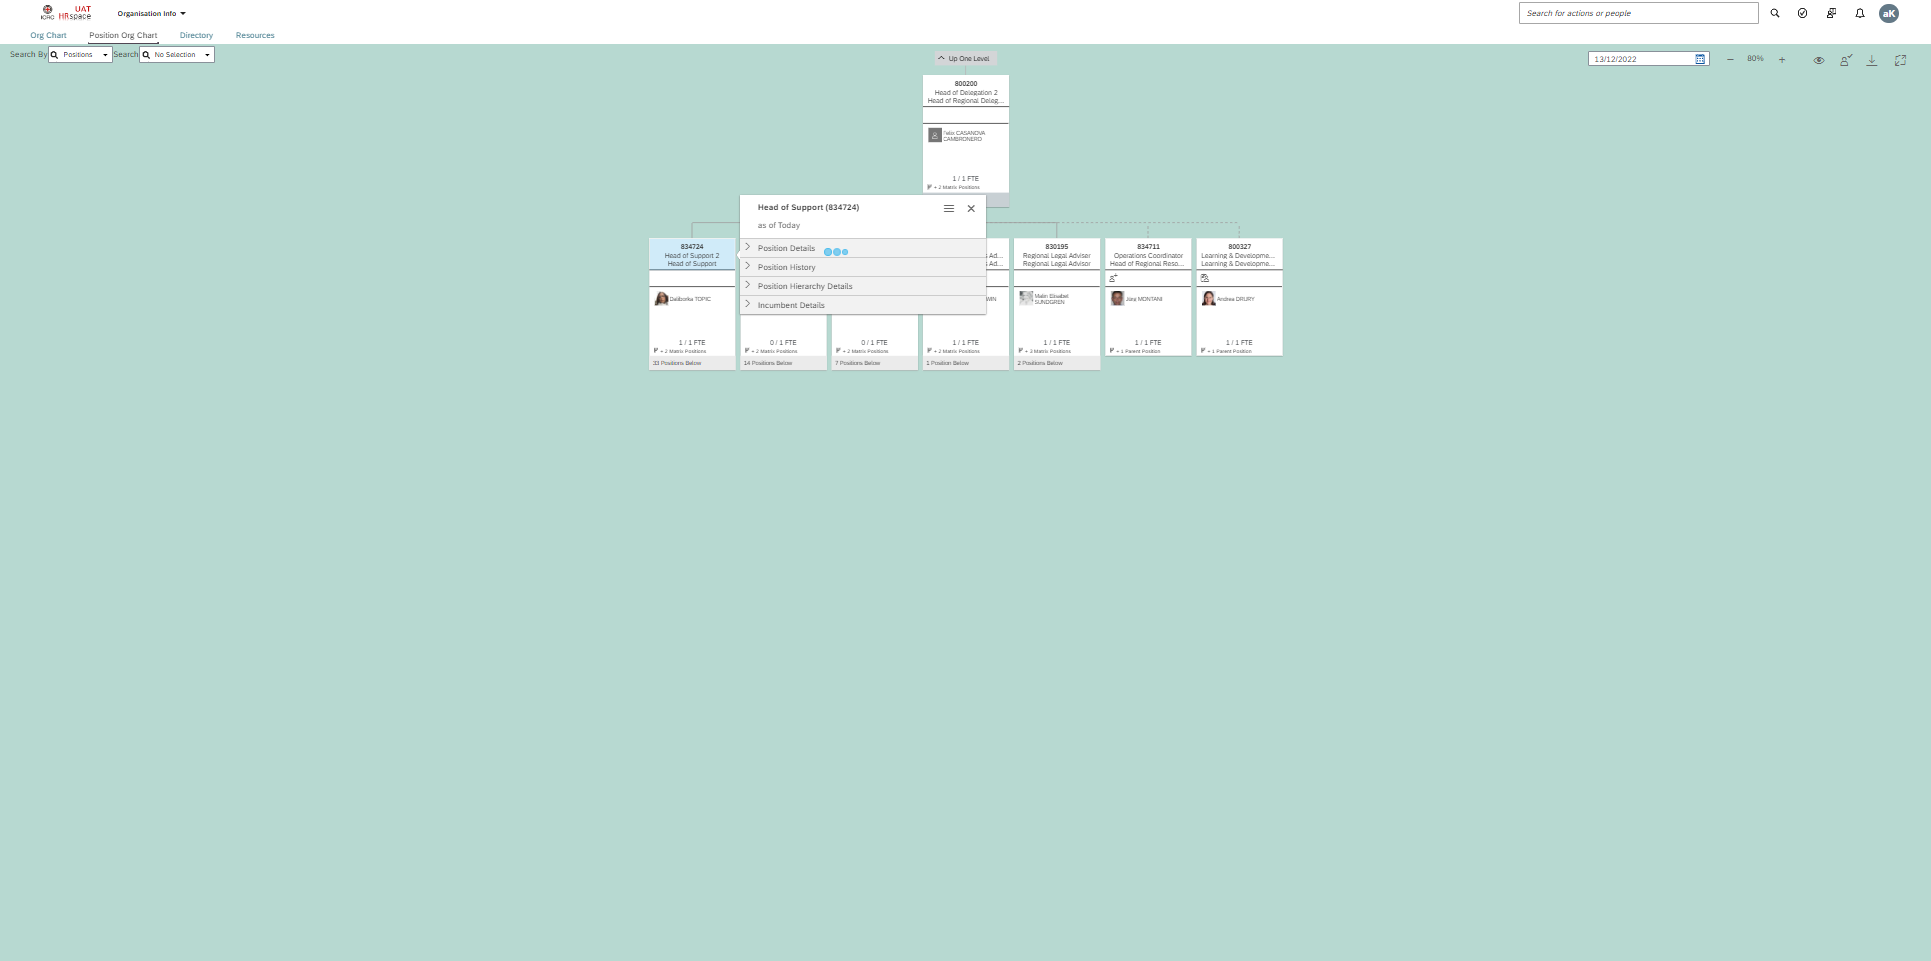 UAT
ICRC HRspace
Organisation Info
Search for actions or people
aK
Org Chart
Position Org Chart
Directory
Resources
Search By Positions Search No Selection
Up One Level
13/12/2022
80%
800200
Head of Delegation 2
Head of Regional Deleg...
Felix CASANOVA
CAMBRONERO
1 / 1 FTE
+ 2 Matrix Positions
Head of Support (834724)
as of Today
Position Details
Position History
Position Hierarchy Details
Incumbent Details
834724
Head of Support 2
Head of Support
Daliborka TOPIC
1 / 1 FTE
+ 2 Matrix Positions
33 Positions Below
0 / 1 FTE
+ 2 Matrix Positions
14 Positions Below
0 / 1 FTE
+ 2 Matrix Positions
7 Positions Below
Ad...
Ad...
WIN
1 / 1 FTE
+ 2 Matrix Positions
1 Position Below
830195
Regional Legal Adviser
Regional Legal Advisor
Malin Elisabet
SUNDGREN
1 / 1 FTE
+ 3 Matrix Positions
2 Positions Below
834711
Operations Coordinator
Head of Regional Reso...
Jorg MONTANI
1 / 1 FTE
+ 1 Parent Position
800327
Learning & Developme...
Learning & Developme...
Andrea DRURY
1 / 1 FTE
+ 1 Parent Position